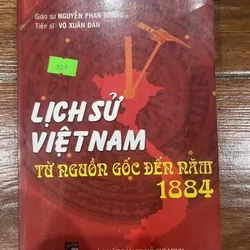 Giáo sư NGUYỄN PHAN QUANG
Tiến sĩ VÕ XUÂN ĐÀN
LỊCH SỬ
VIỆT NAM
TỪ NGUỒN GỐC ĐẾN NĂM
1884